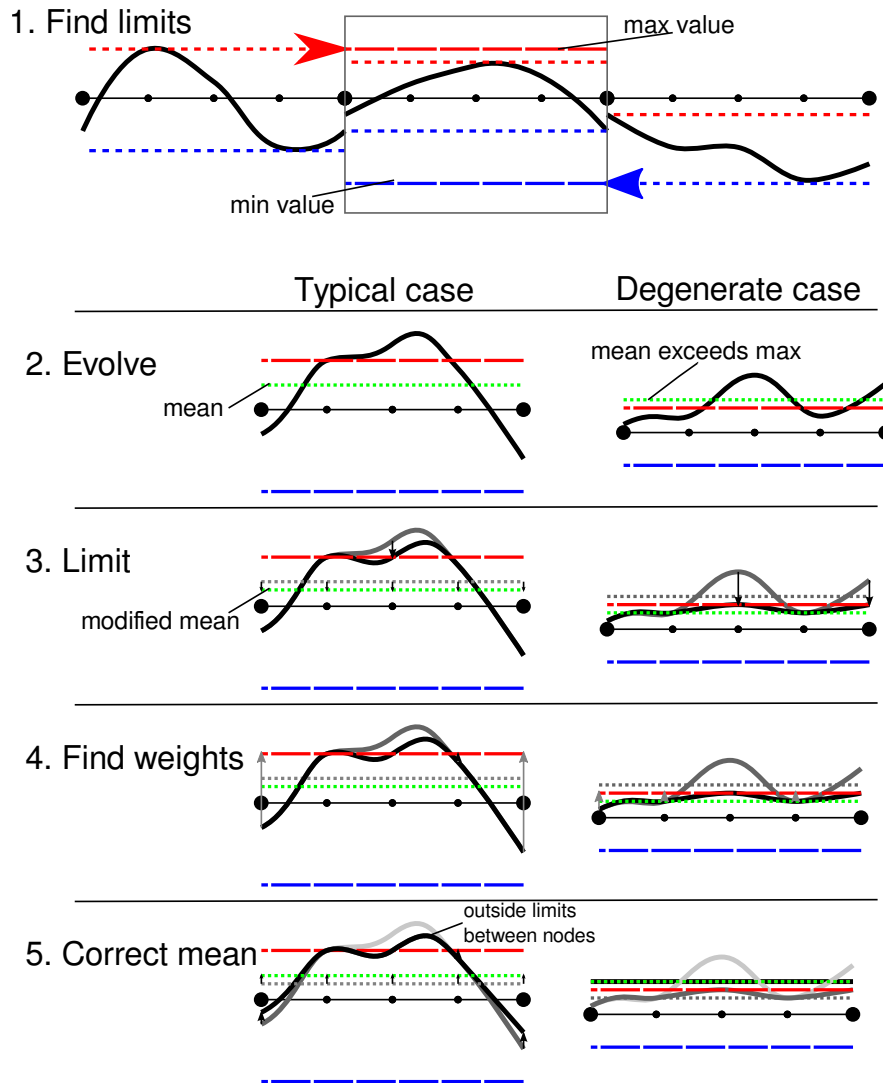 1. Find limits
max value
min value
Typical case
Degenerate case
2. Evolve
mean
mean exceeds max
3. Limit
modified mean
4. Find weights
5. Correct mean
outside limits
between nodes